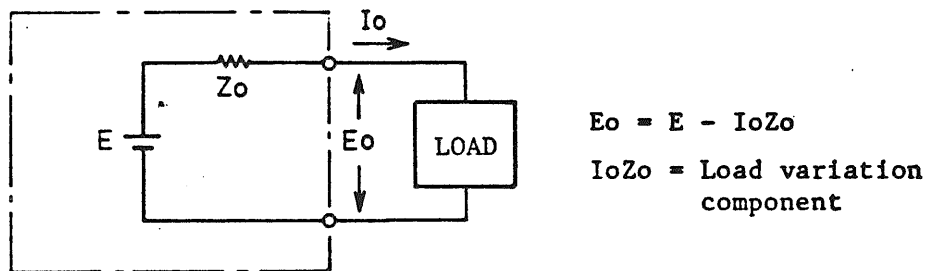 Io
Zo
E
Eo
LOAD
Eo = E - IoZo
IoZo = Load variation
component